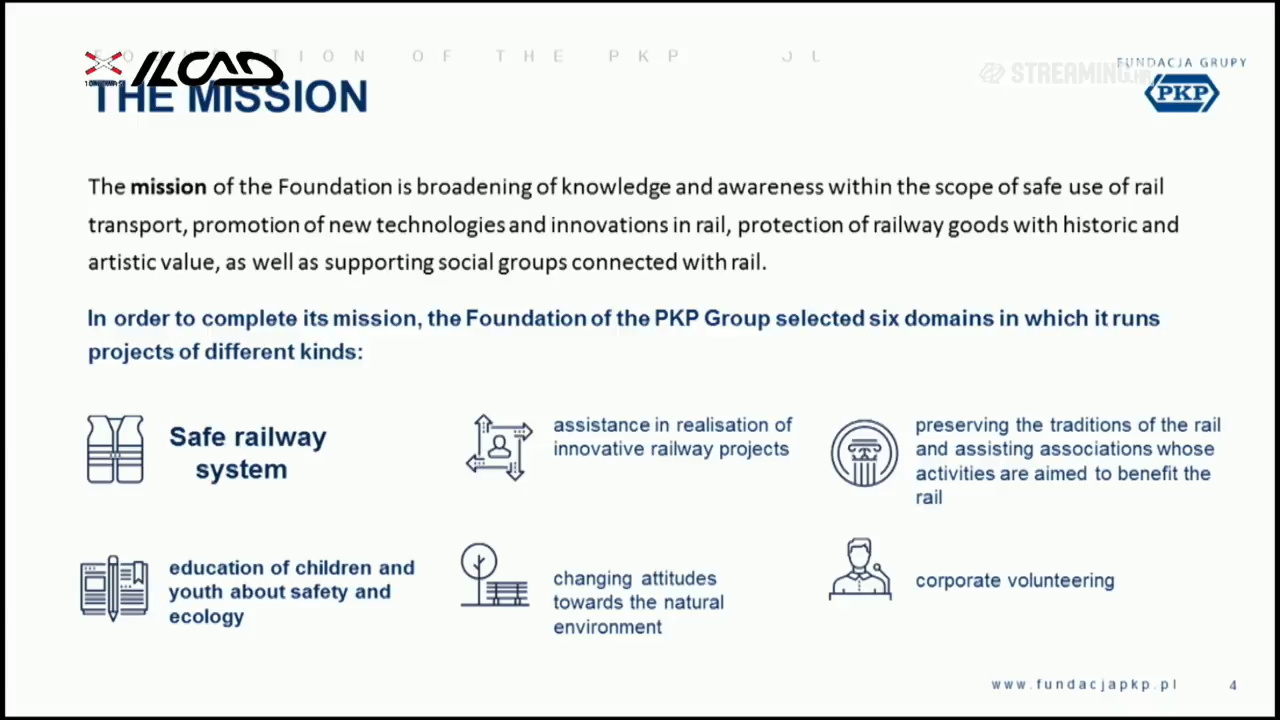 OF THE PKP
ILCAD
STREAMING.HR
FUNDACJA GRUPY
PKP
THE MISSION
The mission of the Foundation is broadening of knowledge and awareness within the scope of safe use of rail
transport, promotion of new technologies and innovations in rail, protection of railway goods with historic and
artistic value, as well as supporting social groups connected with rail.
In order to complete its mission, the Foundation of the PKP Group selected six domains in which it runs
projects of different kinds:
Safe railway
system
assistance in realisation of
innovative railway projects
preserving the traditions of the rail
and assisting associations whose
activities are aimed to benefit the
rail
education of children and
youth about safety and
ecology
changing attitudes
towards the natural
environment
corporate volunteering
www.fundacjapkp.pl 4